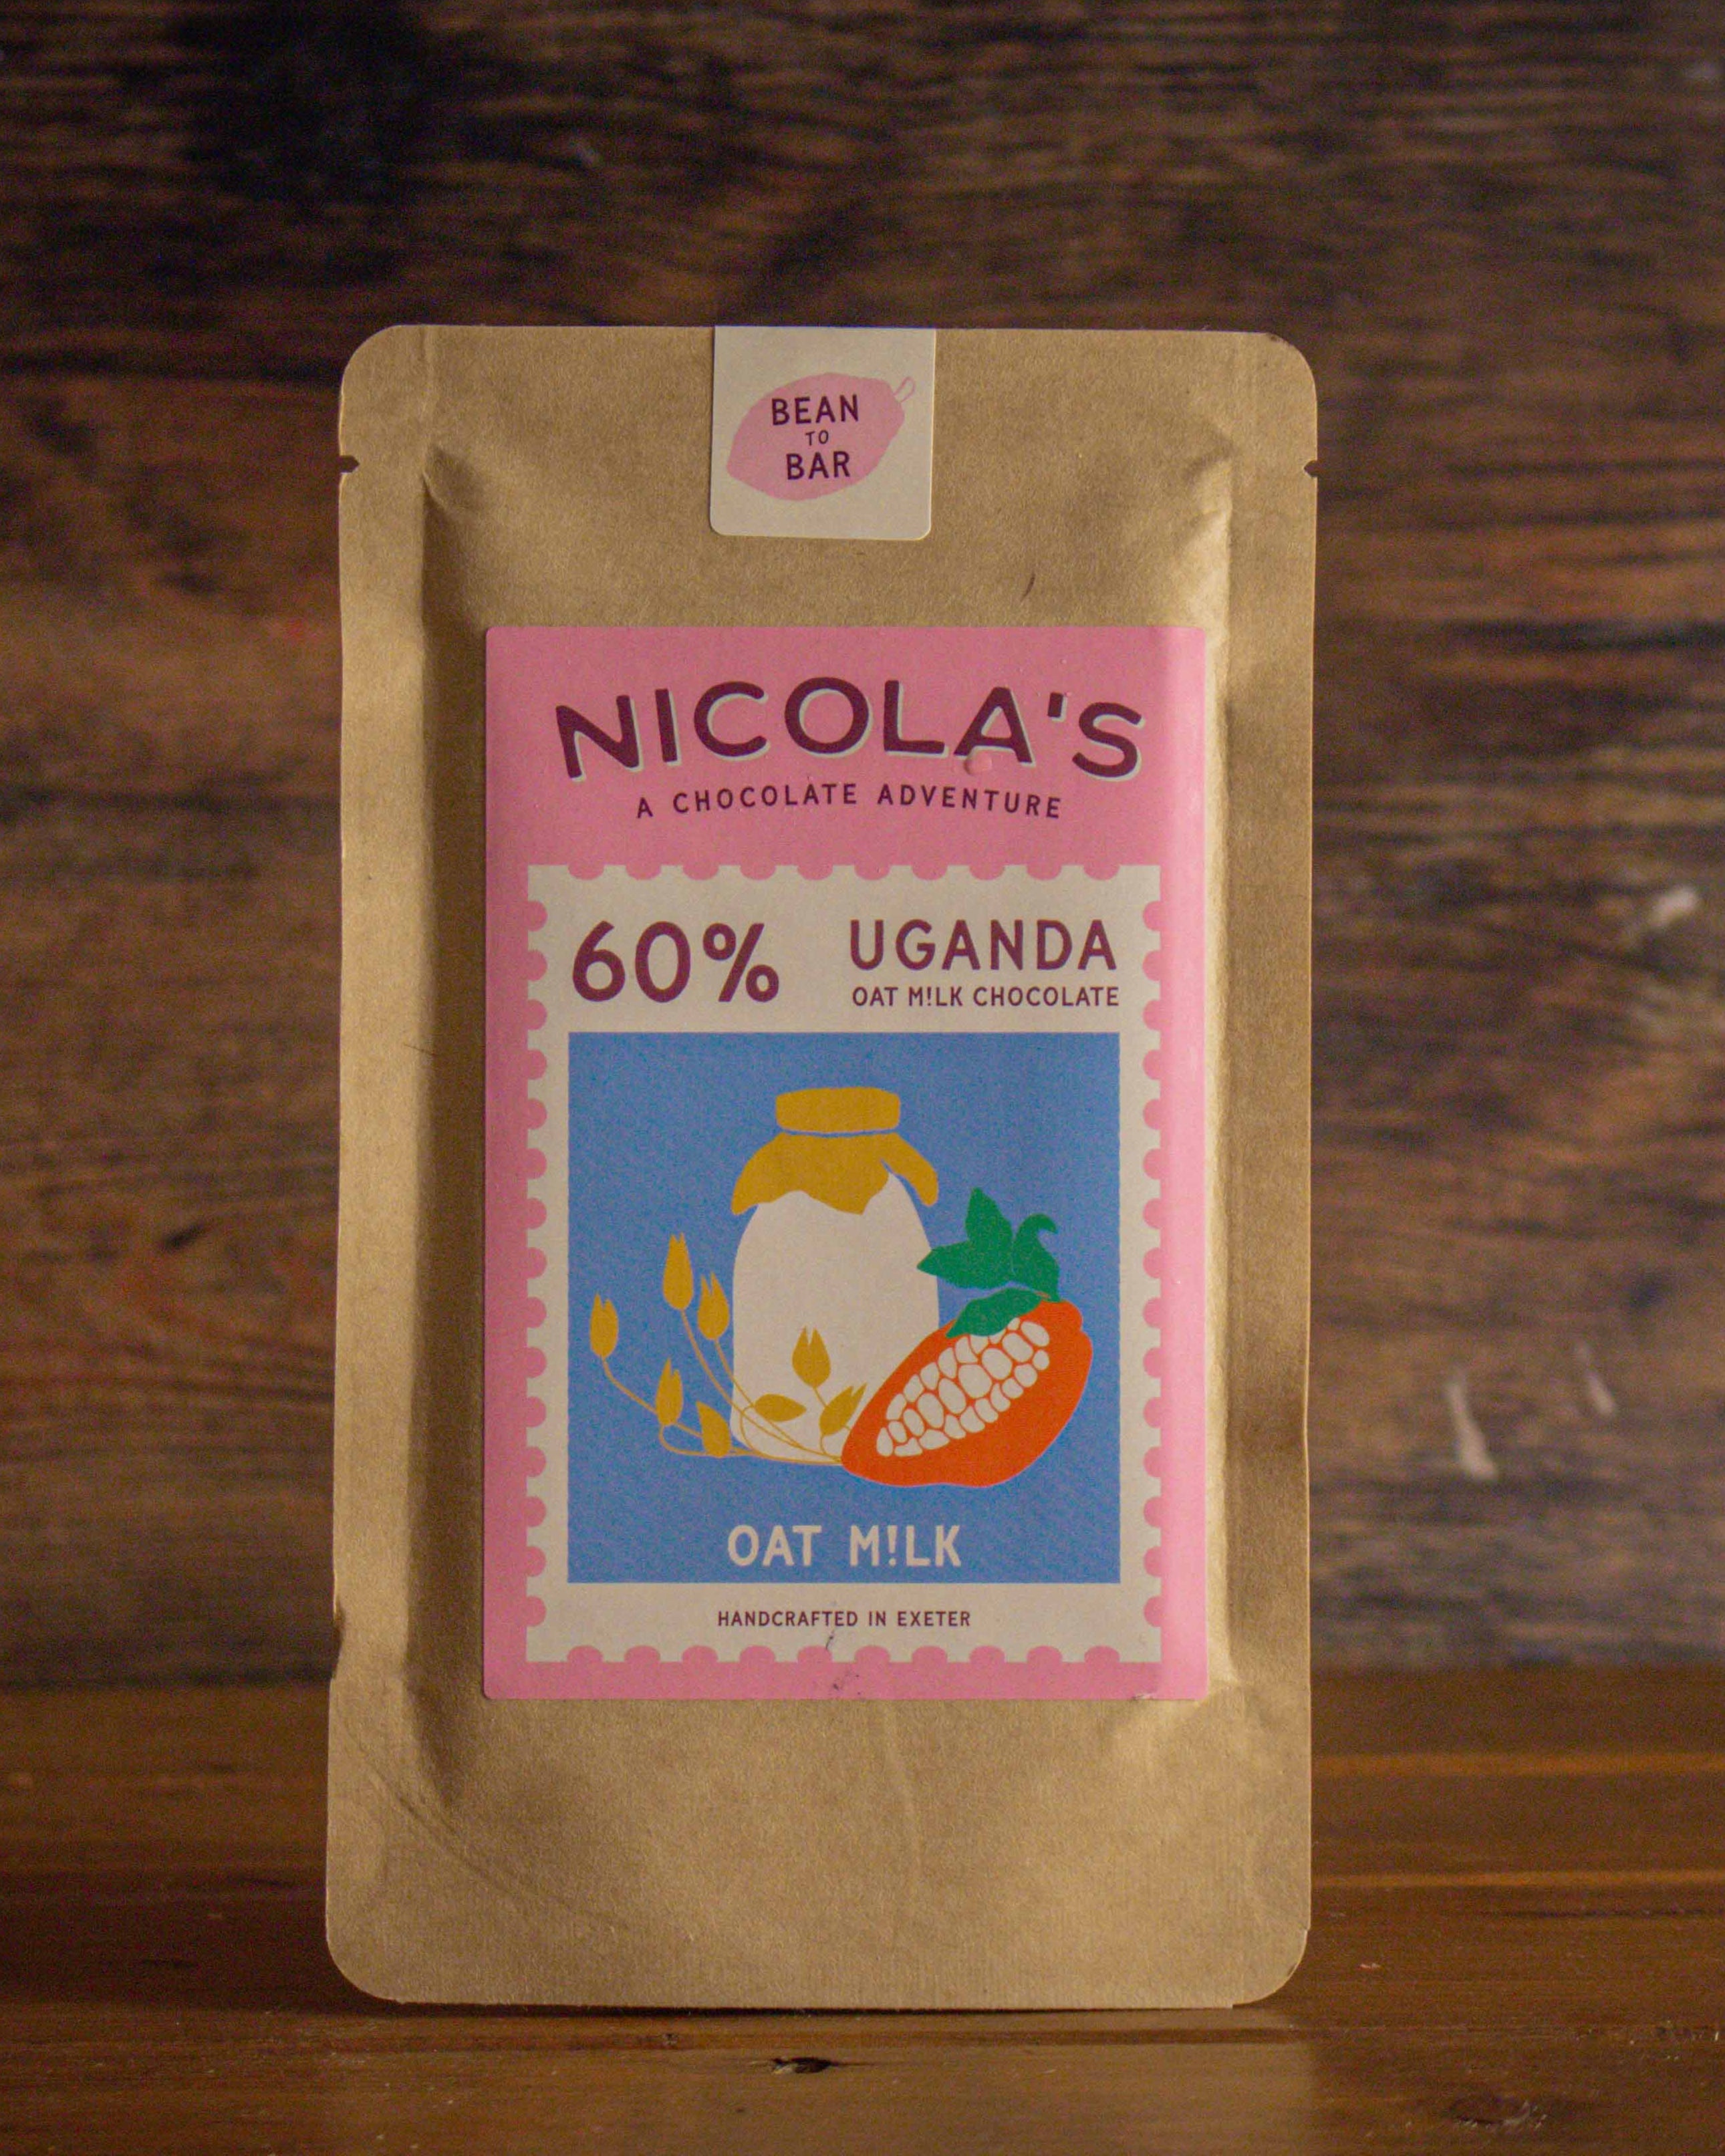 BEAN
TO
BAR
NICOLA'S
A CHOCOLATE ADVENTURE
60%
UGANDA
OAT M!LK CHOCOLATE
OAT M!LK
HANDCRAFTED IN EXETER